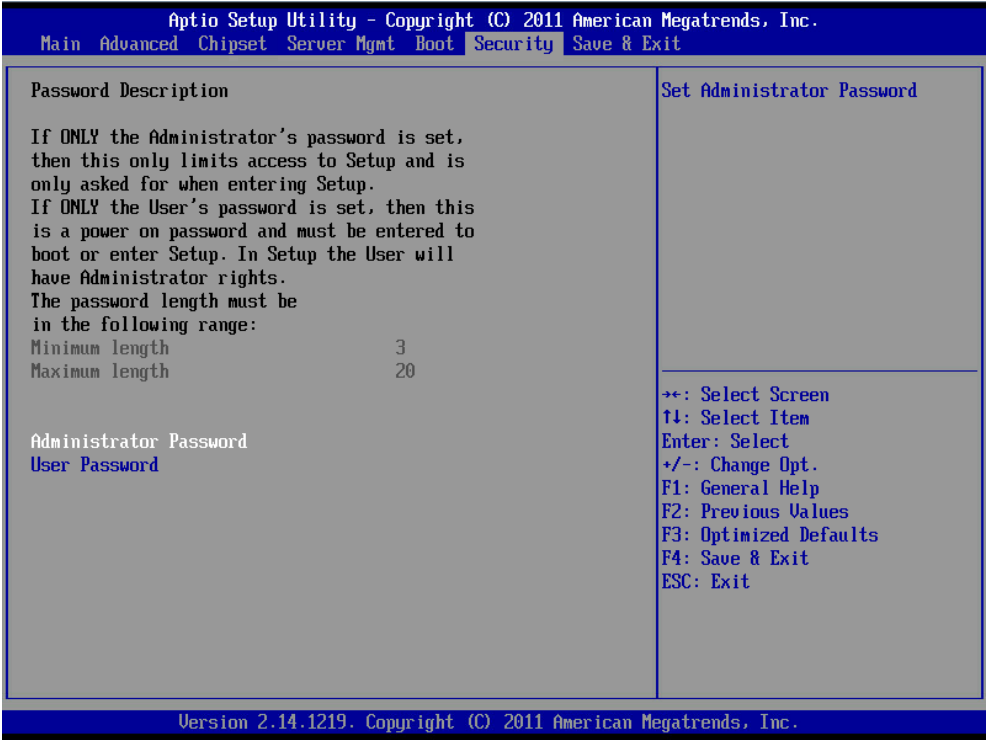 Aptio Setup Utility - Copyright (C) 2011 American Megatrends, Inc.
Main Advanced Chipset Server Mgmt Boot Security Save & Exit
Password Description
If ONLY the Administrator's password is set,
then this only limits access to Setup and is
only asked for when entering Setup.
If ONLY the User's password is set, then this
is a power on password and must be entered to
boot or enter Setup. In Setup the User will
have Administrator rights.
The password length must be
in the following range:
Minimum length 3
Maximum length 20
Administrator Password
User Password
Set Administrator Password
→←: Select Screen
↑↓: Select Item
Enter: Select
+/-: Change Opt.
F1: General Help
F2: Previous Values
F3: Optimized Defaults
F4: Save & Exit
ESC: Exit
Version 2.14.1219. Copyright (C) 2011 American Megatrends, Inc.